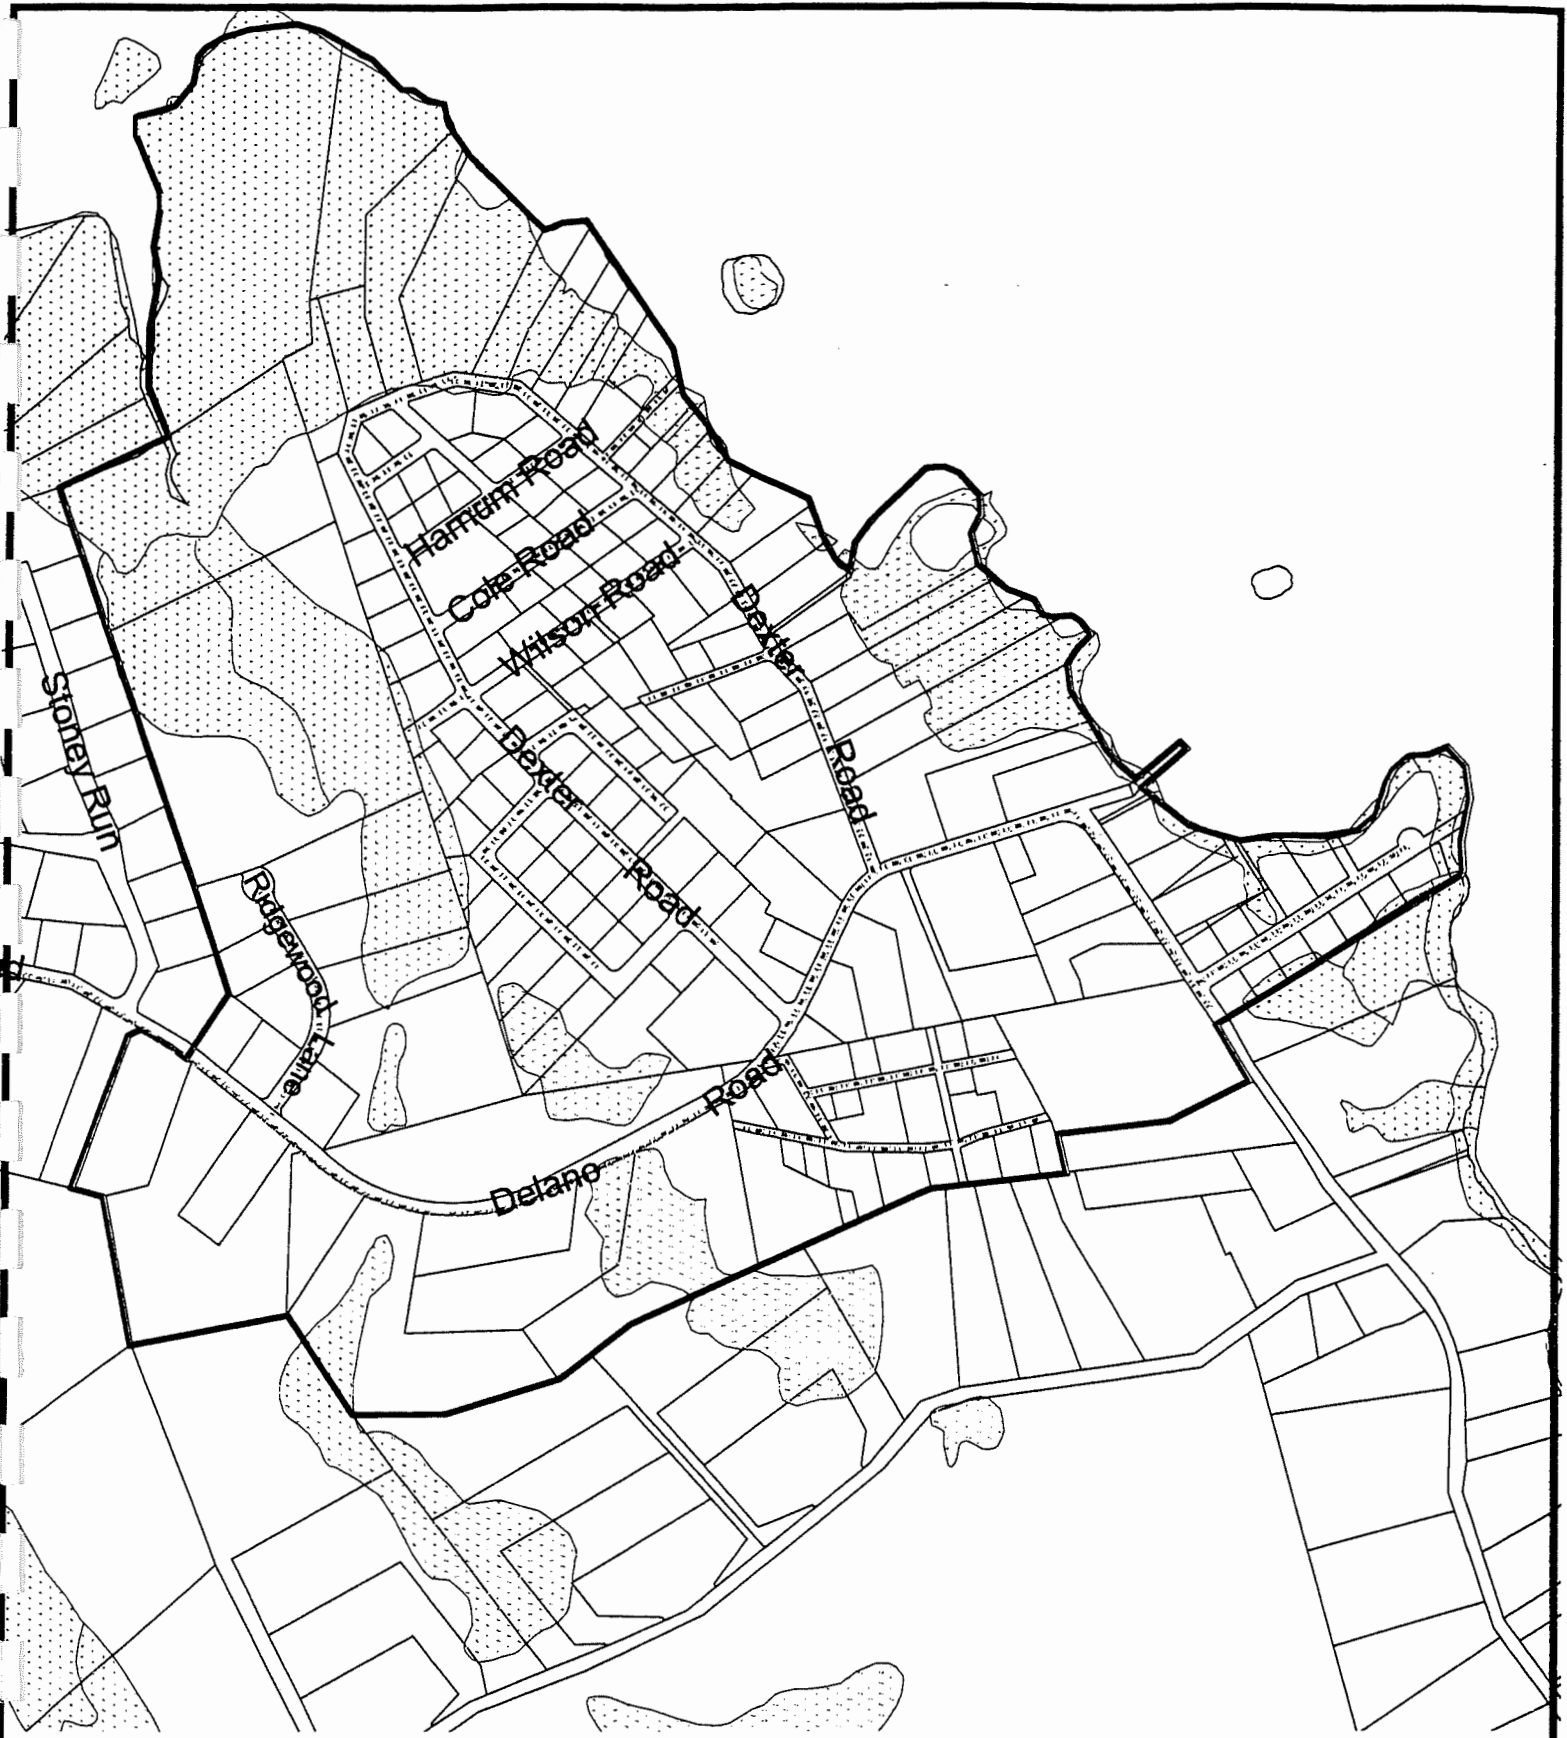 Hamum Road
Cole Road
Wilson Road
Dexter
Road
Stoney Run
Dexter
Road
Ridgewood Lane
Delano
Road